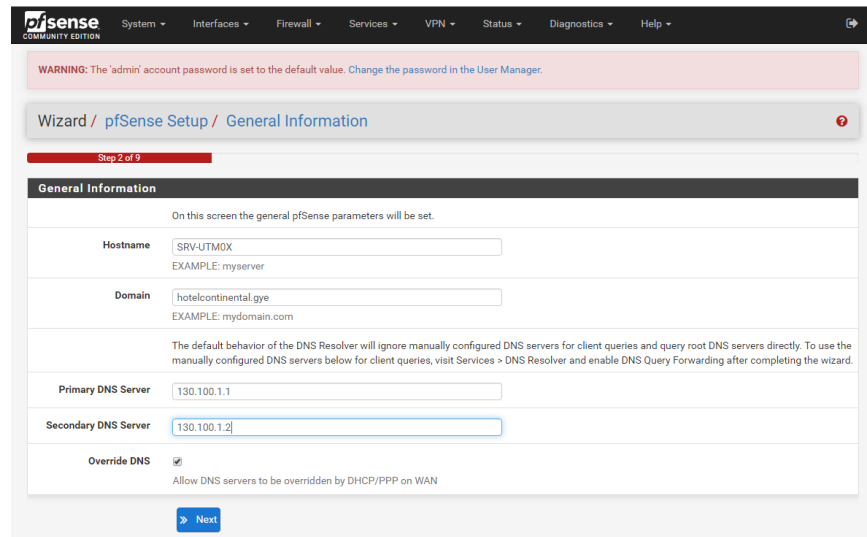 pfsense System Interfaces Firewall Services VPN Status Diagnostics Help
COMMUNITY EDITION
WARNING: The 'admin' account password is set to the default value. Change the password in the User Manager.
Wizard / pfSense Setup / General Information
Step 2 of 9
General Information
On this screen the general pfSense parameters will be set.
Hostname SRV-UTM0X
EXAMPLE: myserver
Domain hotelcontinental.gye
EXAMPLE: mydomain.com
The default behavior of the DNS Resolver will ignore manually configured DNS servers for client queries and query root DNS servers directly. To use the
manually configured DNS servers below for client queries, visit Services > DNS Resolver and enable DNS Query Forwarding after completing the wizard.
Primary DNS Server 130.100.1.1
Secondary DNS Server 130.100.1.2
Override DNS
Allow DNS servers to be overridden by DHCP/PPP on WAN
» Next